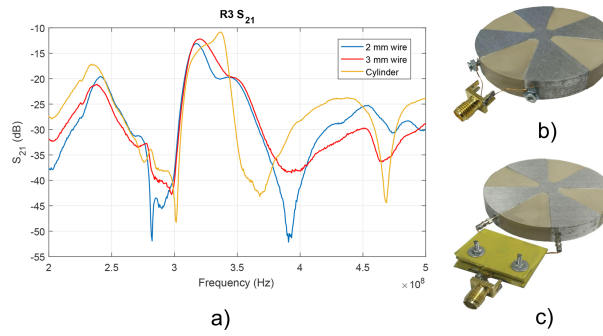 R3 S21
-10
-15
-20
-25
-30
-35
-40
-45
-50
-55
S21 (dB)
2 mm wire
3 mm wire
Cylinder
2 2.5 3 3.5 4 4.5 5
Frequency (Hz)
× 10^8
a)
b)
c)